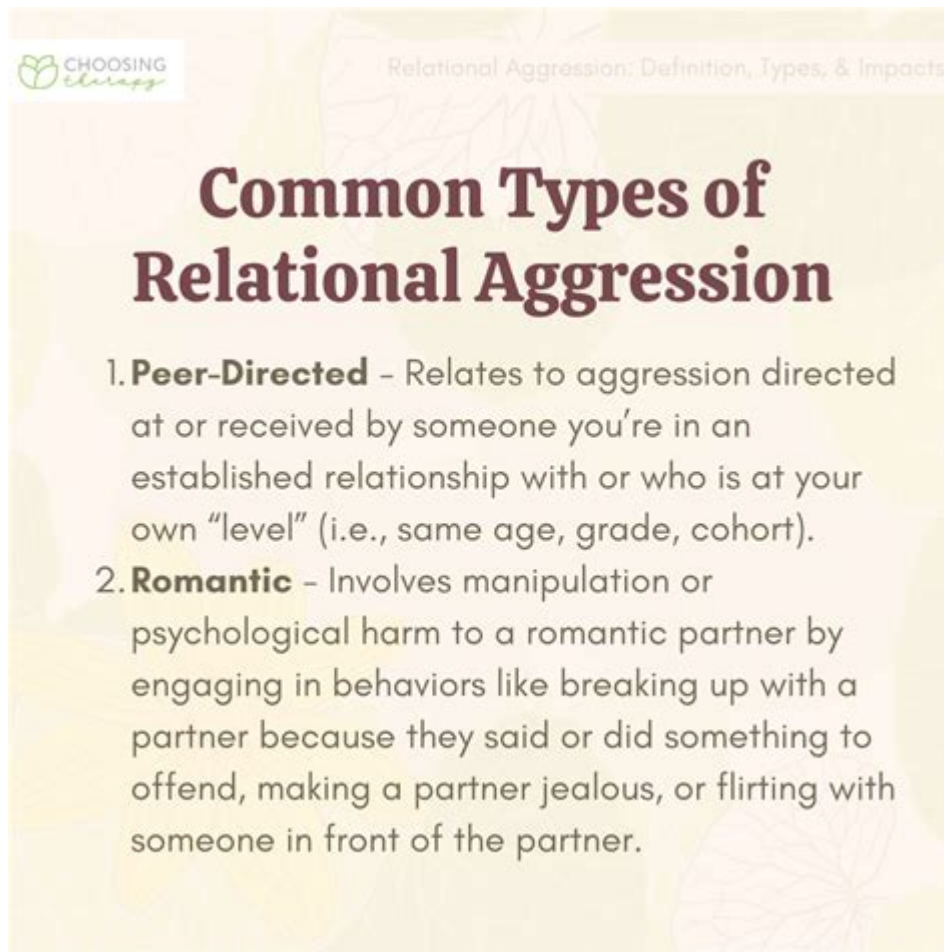 CHOOSING
therapy
Relational Aggression: Definition, Types, & Impacts
Common Types of
Relational Aggression
1. Peer-Directed – Relates to aggression directed
at or received by someone you’re in an
established relationship with or who is at your
own “level” (i.e., same age, grade, cohort).
2. Romantic – Involves manipulation or
psychological harm to a romantic partner by
engaging in behaviors like breaking up with a
partner because they said or did something to
offend, making a partner jealous, or flirting with
someone in front of the partner.